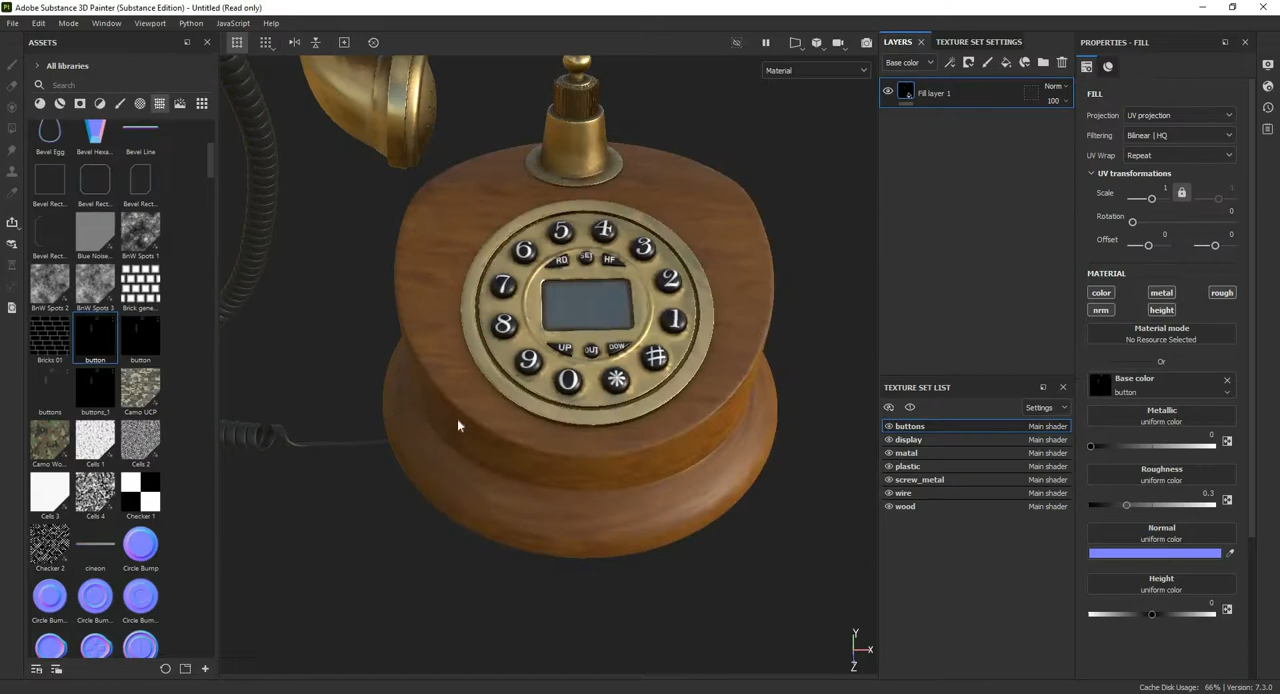 Adobe Substance 3D Painter (Substance Edition) - Untitled (Read only)
File Edit Mode Window Viewport Python JavaScript Help
ASSETS
All libraries
Search
Bevel Egg Bevel Hexa... Bevel Line
Bevel Rect... Bevel Rect... Bevel Rect...
Bevel Rect... Blue Noise... BnW Spots 1
BnW Spots 2 BnW Spots 3 Brick gene...
Bricks 01 button button
buttons buttons_1 Camo UCP
Camo Wo... Cells 1 Cells 2
Cells 3 Cells 4 Checker 1
Checker 2 cineon Circle Bump
Circle Bum... Circle Bum... Circle Bum...
Material
5 4 3 2 1 6 7 8 9 0 * #
RD SET HF
UP OUT DOW
Y
X
Z
LAYERS TEXTURE SET SETTINGS
Base color
Fill layer 1
Norm
100
TEXTURE SET LIST
Settings
buttons Main shader
display Main shader
matal Main shader
plastic Main shader
screw_metal Main shader
wire Main shader
wood Main shader
PROPERTIES - FILL
FILL
Projection UV projection
Filtering Bilinear | HQ
UV Wrap Repeat
UV transformations
Scale 1 1
Rotation 0
Offset 0 0
MATERIAL
color metal rough
nrm height
Material mode
No Resource Selected
Or
Base color
button
Metallic
uniform color
0
Roughness
uniform color
0.3
Normal
uniform color
Height
uniform color
0
Cache Disk Usage: 66% | Version: 7.3.0